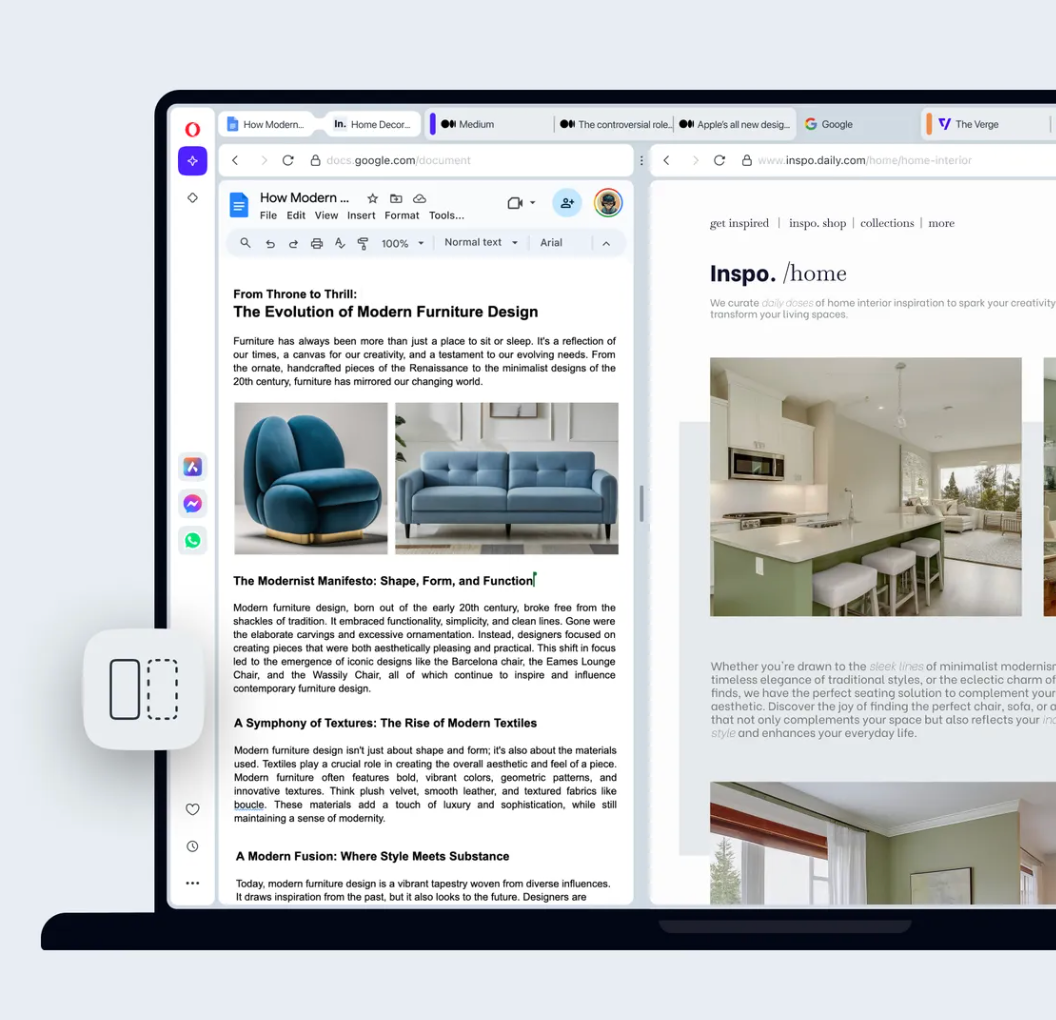 How Modern...
In. Home Decor...
Medium
The controversial role..
Apple's all new desig...
Google
The Verge
docs.google.com/document
www.inspo.daily.com/home/home-interior
How Modern ...
File Edit View Insert Format Tools...
100% Normal text Arial
From Throne to Thrill:
The Evolution of Modern Furniture Design
Furniture has always been more than just a place to sit or sleep. It's a reflection of
our times, a canvas for our creativity, and a testament to our evolving needs. From
the ornate, handcrafted pieces of the Renaissance to the minimalist designs of the
20th century, furniture has mirrored our changing world.
The Modernist Manifesto: Shape, Form, and Function
Modern furniture design, born out of the early 20th century, broke free from the
shackles of tradition. It embraced functionality, simplicity, and clean lines. Gone were
the elaborate carvings and excessive ornamentation. Instead, designers focused on
creating pieces that were both aesthetically pleasing and practical. This shift in focus
led to the emergence of iconic designs like the Barcelona chair, the Eames Lounge
Chair, and the Wassily Chair, all of which continue to inspire and influence
contemporary furniture design.
A Symphony of Textures: The Rise of Modern Textiles
Modern furniture design isn't just about shape and form; it's also about the materials
used. Textiles play a crucial role in creating the overall aesthetic and feel of a piece.
Modern furniture often features bold, vibrant colors, geometric patterns, and
innovative textures. Think plush velvet, smooth leather, and textured fabrics like
boucle. These materials add a touch of luxury and sophistication, while still
maintaining a sense of modernity.
A Modern Fusion: Where Style Meets Substance
Today, modern furniture design is a vibrant tapestry woven from diverse influences.
It draws inspiration from the past, but it also looks to the future. Designers are
get inspired | inspo. shop | collections | more
Inspo. /home
We curate daily doses of home interior inspiration to spark your creativity
transform your living spaces.
Whether you're drawn to the sleek lines of minimalist modernism
timeless elegance of traditional styles, or the eclectic charm of
finds, we have the perfect seating solution to complement your
aesthetic. Discover the joy of finding the perfect chair, sofa, or a
that not only complements your space but also reflects your
style and enhances your everyday life.